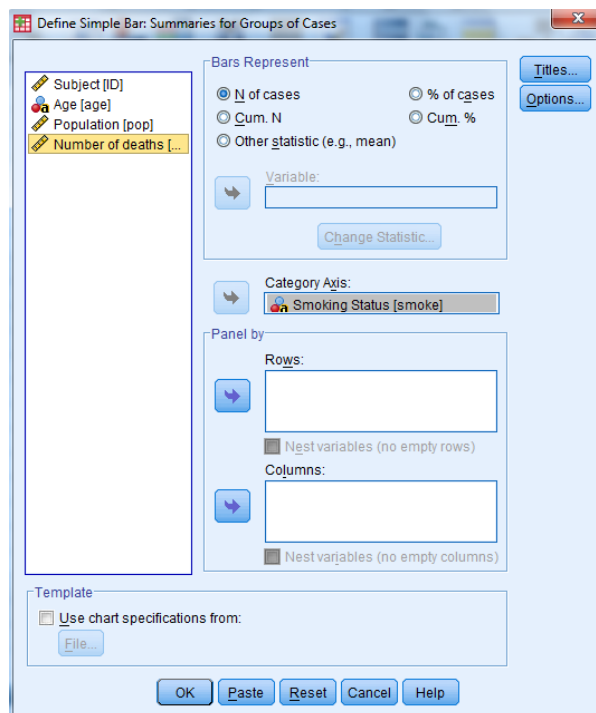 Define Simple Bar: Summaries for Groups of Cases
Subject [ID]
Age [age]
Population [pop]
Number of deaths [...
Bars Represent
N of cases
% of cases
Cum. N
Cum. %
Other statistic (e.g., mean)
Variable:
Change Statistic...
Category Axis:
Smoking Status [smoke]
Panel by
Rows:
Nest variables (no empty rows)
Columns:
Nest variables (no empty columns)
Titles...
Options...
Template
Use chart specifications from:
File...
OK Paste Reset Cancel Help